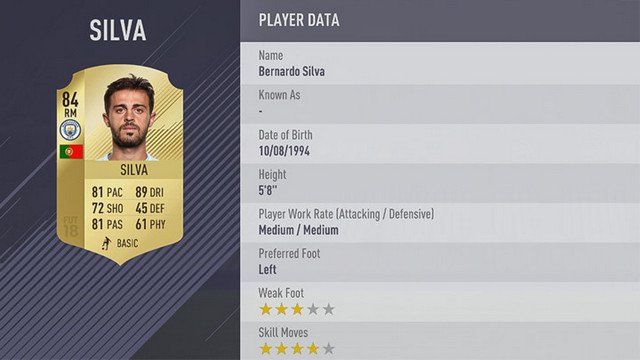 SILVA
84
RM
SILVA
81 PAC 89 DRI
72 SHO 45 DEF
81 PAS 61 PHY
FUT
18
BASIC
PLAYER DATA
Name
Bernardo Silva
Known As
-
Date of Birth
10/08/1994
Height
5'8"
Player Work Rate (Attacking / Defensive)
Medium / Medium
Preferred Foot
Left
Weak Foot
Skill Moves